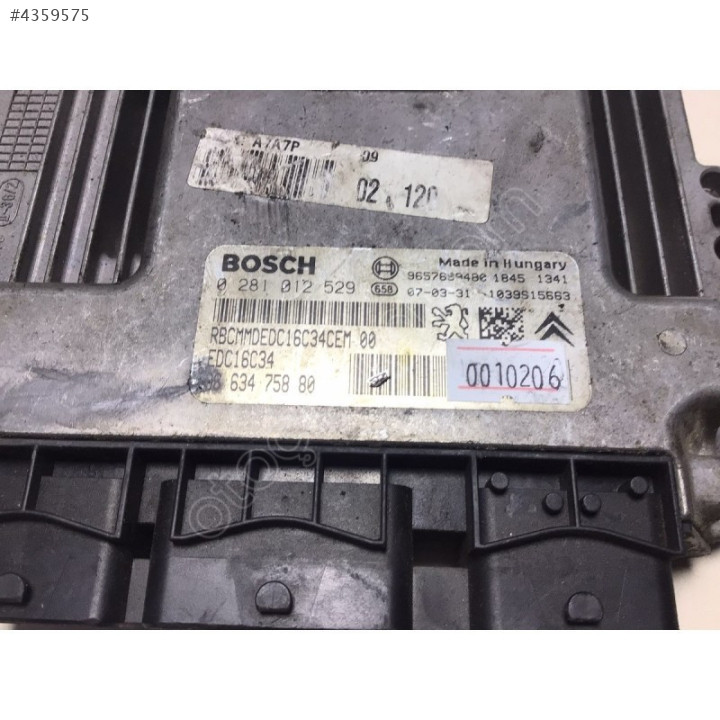 #4359575
A7A7P 09
02 120
BOSCH
Made in Hungary
0 281 012 529
1845 1341
658
07-03-31 1039S15663
RBCMMDEDC16C34CEM 00
EDC16C34
634 758 80
0010206